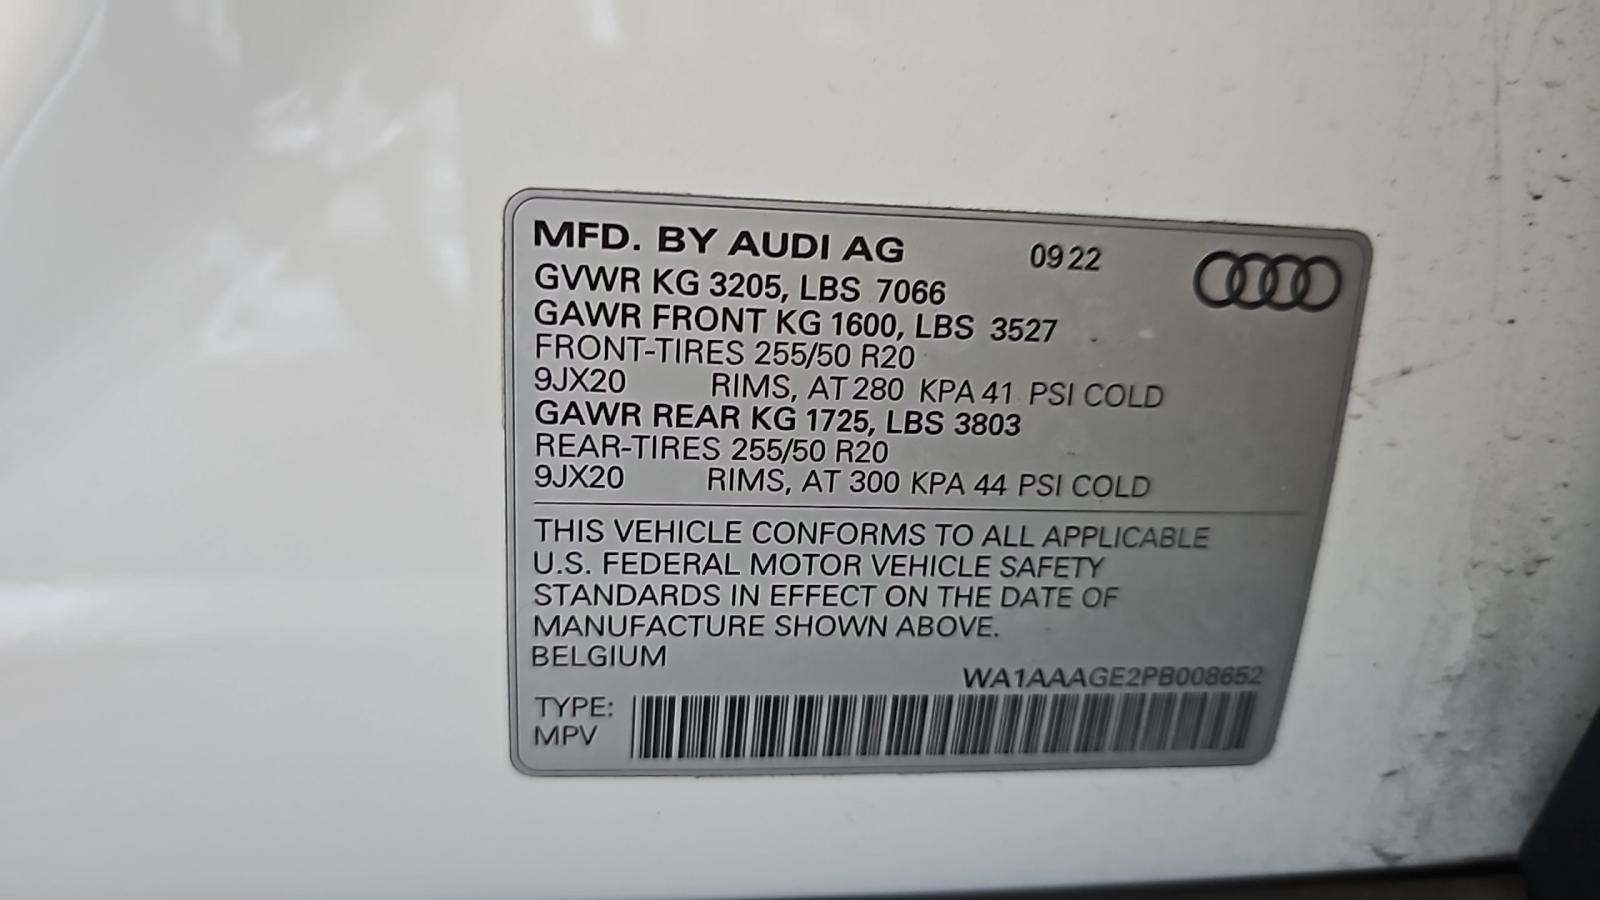 MFD. BY AUDI AG 09 22
GVWR KG 3205, LBS 7066
GAWR FRONT KG 1600, LBS 3527
FRONT-TIRES 255/50 R20
9JX20 RIMS, AT 280 KPA 41 PSI COLD
GAWR REAR KG 1725, LBS 3803
REAR-TIRES 255/50 R20
9JX20 RIMS, AT 300 KPA 44 PSI COLD
THIS VEHICLE CONFORMS TO ALL APPLICABLE
U.S. FEDERAL MOTOR VEHICLE SAFETY
STANDARDS IN EFFECT ON THE DATE OF
MANUFACTURE SHOWN ABOVE.
BELGIUM
WA1AAAGE2PB008652
TYPE:
MPV